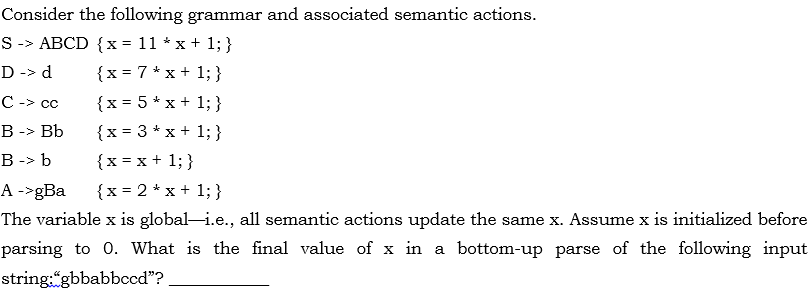 Consider the following grammar and associated semantic actions.
S -> ABCD {x = 11 * x + 1;}
D -> d {x = 7 * x + 1;}
C -> cc {x = 5 * x + 1;}
B -> Bb {x = 3 * x + 1;}
B -> b {x = x + 1;}
A ->gBa {x = 2 * x + 1;}
The variable x is global—i.e., all semantic actions update the same x. Assume x is initialized before
parsing to 0. What is the final value of x in a bottom-up parse of the following input
string:“gbbabbccd”? ___________